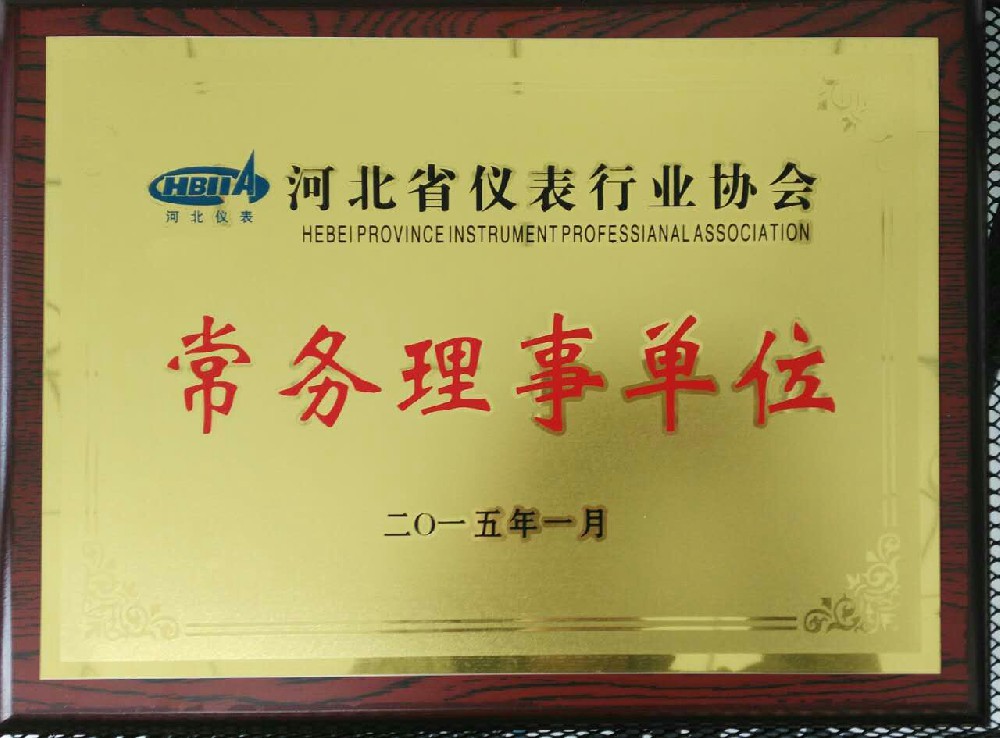 HBIIA
河北仪表
河北省仪表行业协会
HEBEI PROVINCE INSTRUMENT PROFESSIANAL ASSOCIATION
常务理事单位
二〇一五年一月